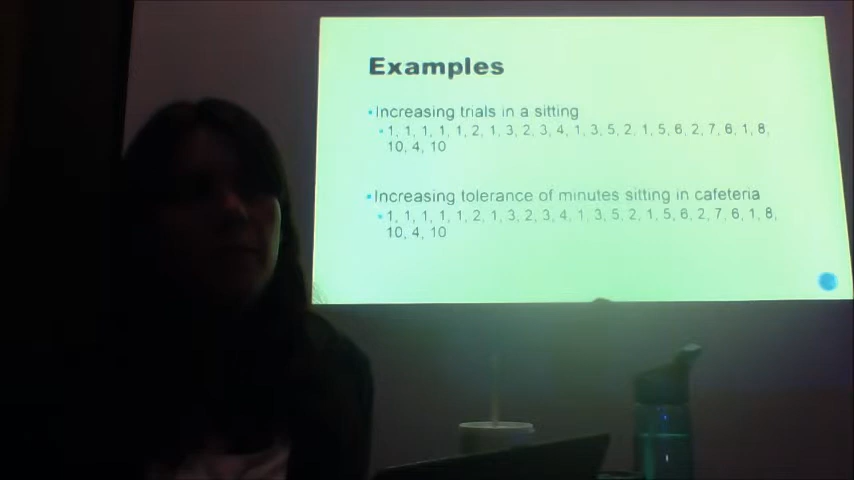 Examples
Increasing trials in a sitting
1, 1, 1, 1, 1, 2, 1, 3, 2, 3, 4, 1, 3, 5, 2, 1, 5, 6, 2, 7, 6, 1, 8,
10, 4, 10
Increasing tolerance of minutes sitting in cafeteria
1, 1, 1, 1, 1, 2, 1, 3, 2, 3, 4, 1, 3, 5, 2, 1, 5, 6, 2, 7, 6, 1, 8,
10, 4, 10